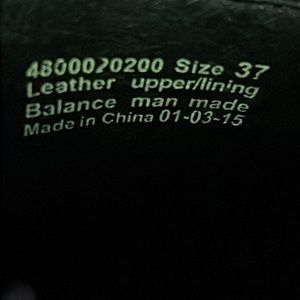 4800020200 Size 37
Leather upper/lining
Balance man made
Made in China 01-03-15